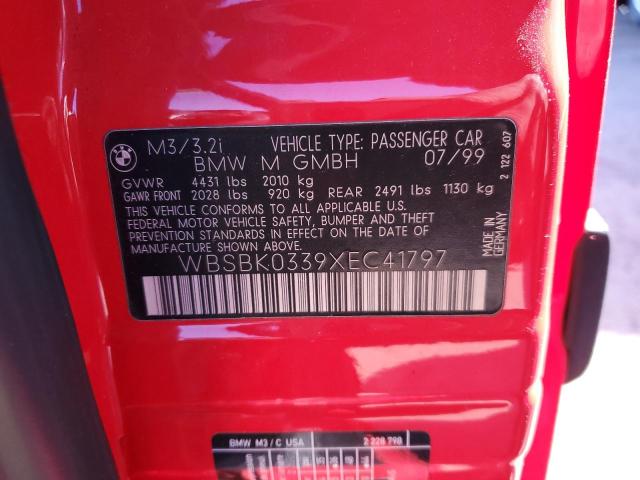 M3/3.2i VEHICLE TYPE: PASSENGER CAR
BMW M GMBH 07/99
GVWR 4431 lbs 2010 kg
GAWR FRONT 2028 lbs 920 kg REAR 2491 lbs 1130 kg
THIS VEHICLE CONFORMS TO ALL APPLICABLE U.S.
FEDERAL MOTOR VEHICLE SAFETY, BUMPER AND THEFT
PREVENTION STANDARDS IN EFFECT ON THE DATE OF
MANUFACTURE SHOWN ABOVE.
WBSBK0339XEC41797
MADE IN
GERMANY
2 122 607
BMW M3/C USA 2 228 798